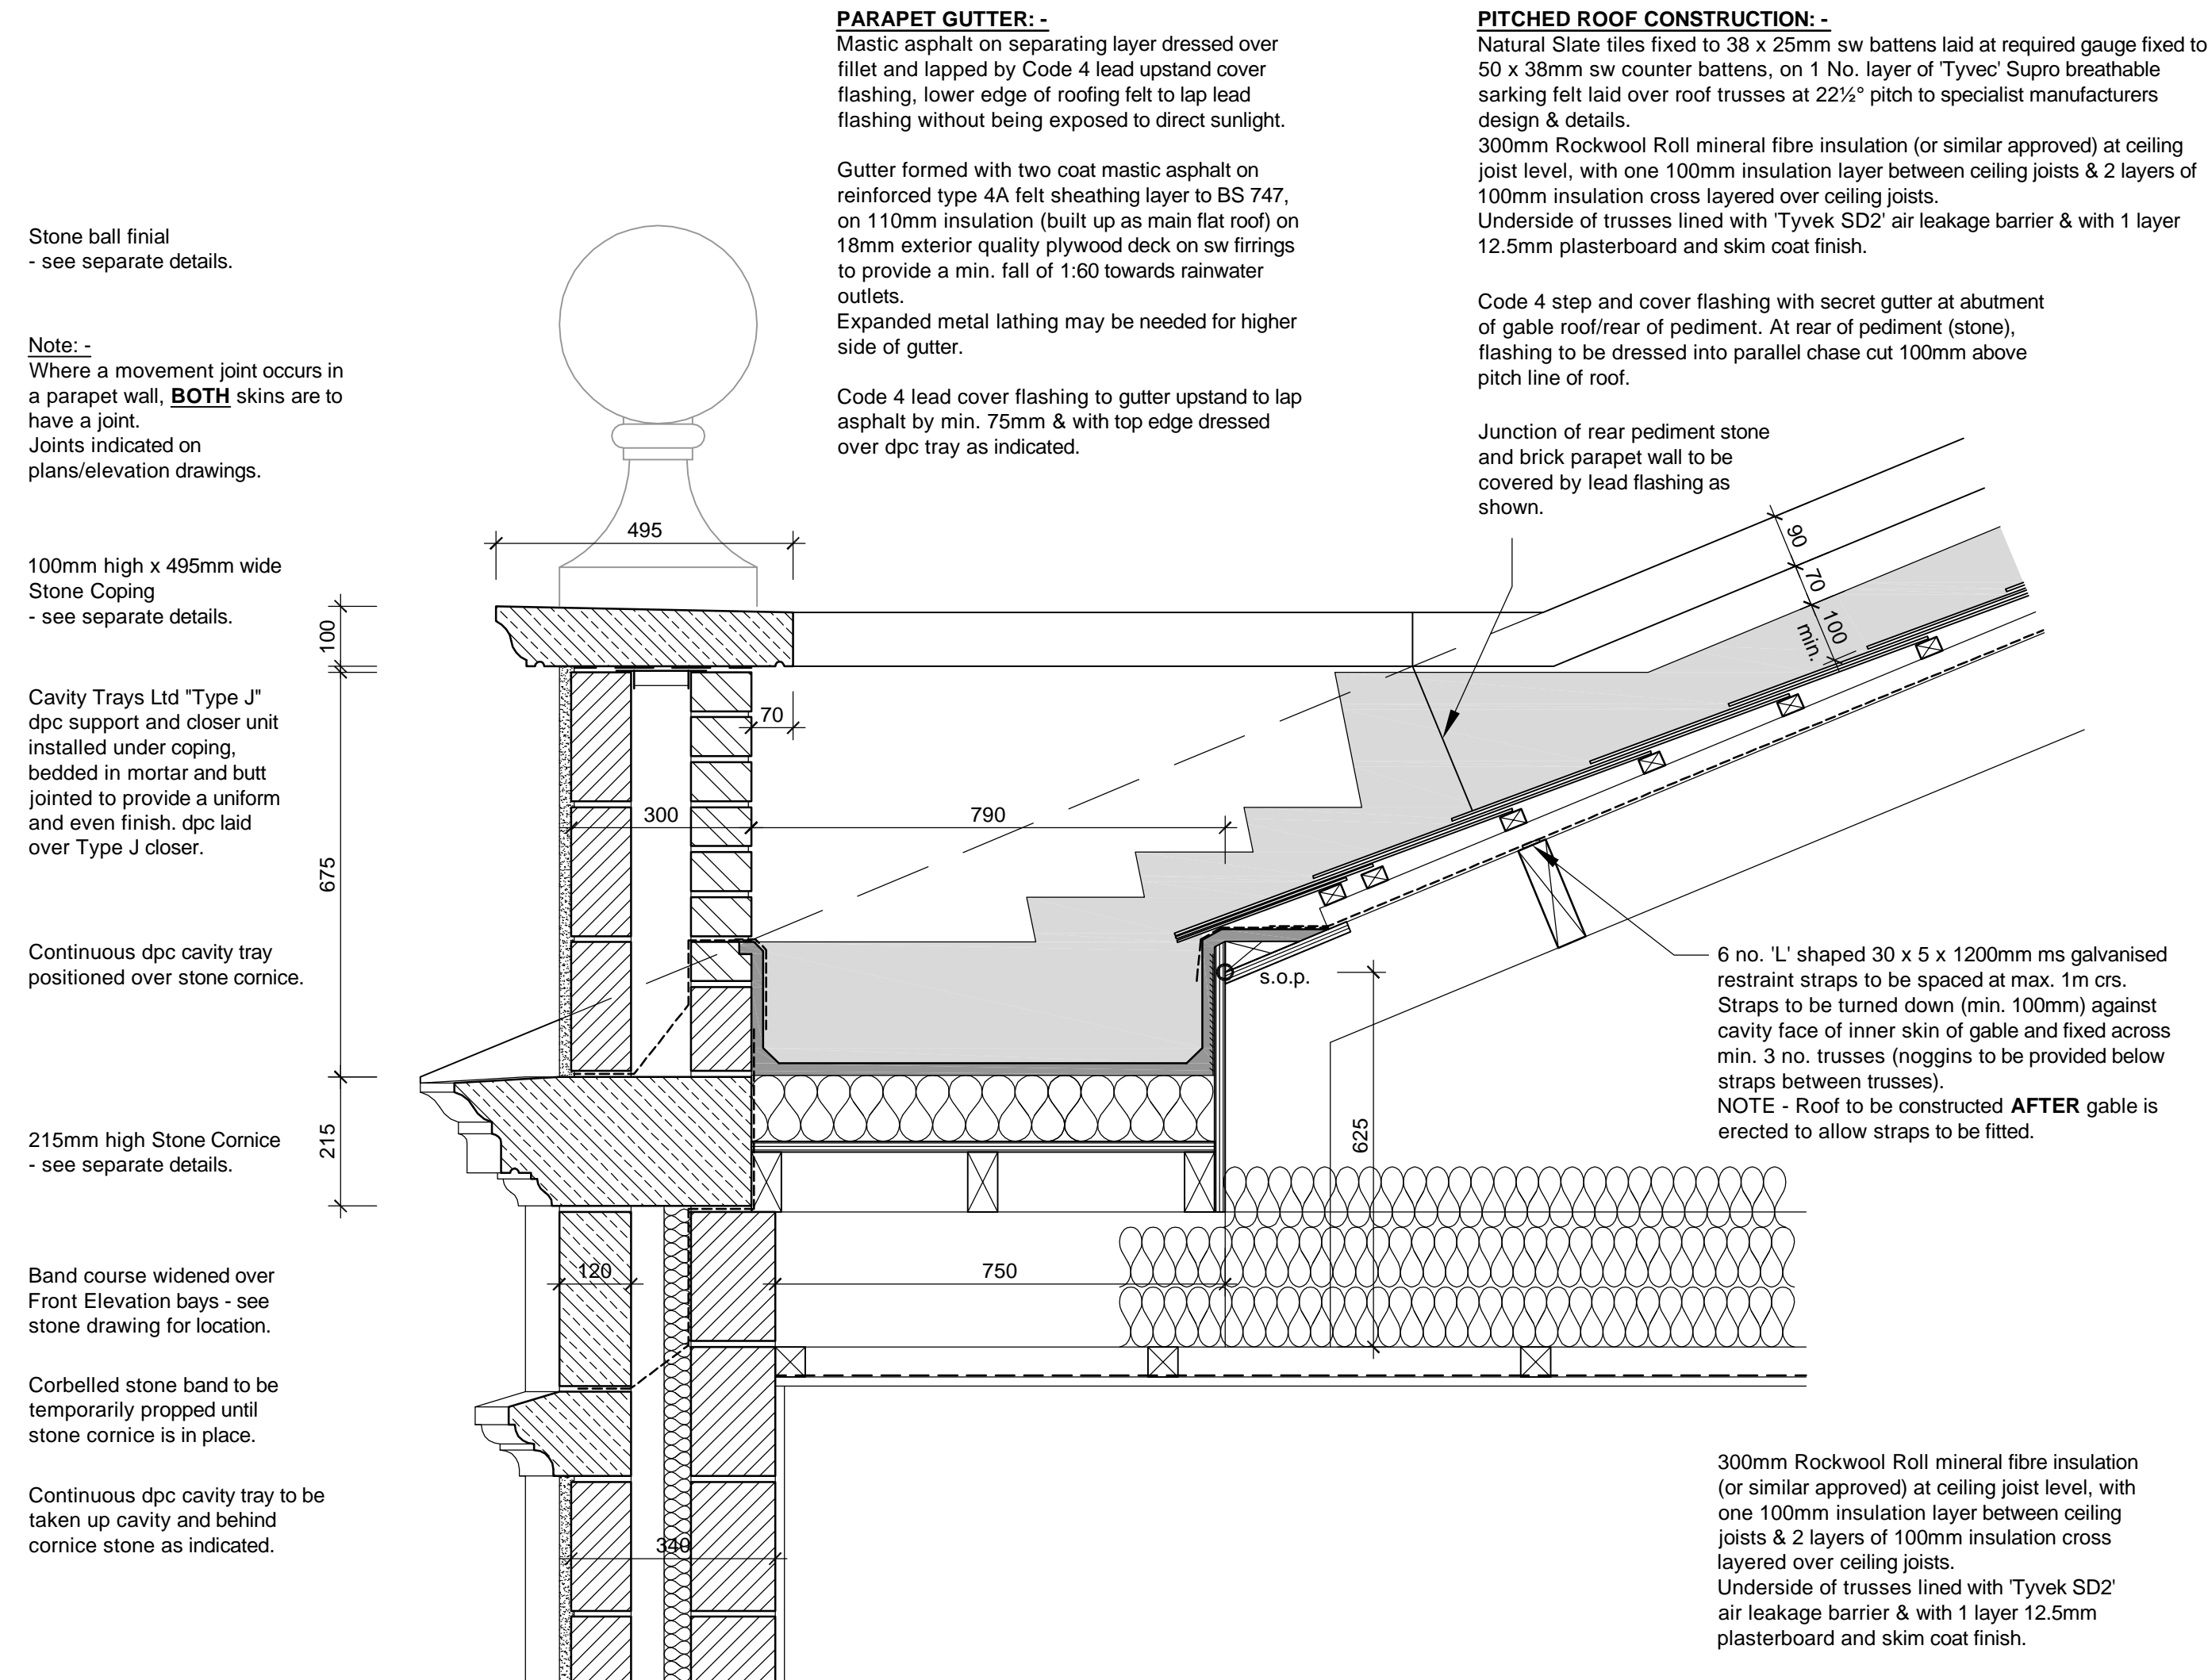 PARAPET GUTTER: -
Mastic asphalt on separating layer dressed over
fillet and lapped by Code 4 lead upstand cover
flashing, lower edge of roofing felt to lap lead
flashing without being exposed to direct sunlight.
Gutter formed with two coat mastic asphalt on
reinforced type 4A felt sheathing layer to BS 747,
on 110mm insulation (built up as main flat roof) on
18mm exterior quality plywood deck on sw firrings
to provide a min. fall of 1:60 towards rainwater
outlets.
Expanded metal lathing may be needed for higher
side of gutter.
Code 4 lead cover flashing to gutter upstand to lap
asphalt by min. 75mm & with top edge dressed
over dpc tray as indicated.
PITCHED ROOF CONSTRUCTION: -
Natural Slate tiles fixed to 38 x 25mm sw battens laid at required gauge fixed to
50 x 38mm sw counter battens, on 1 No. layer of 'Tyvec' Supro breathable
sarking felt laid over roof trusses at 22½° pitch to specialist manufacturers
design & details.
300mm Rockwool Roll mineral fibre insulation (or similar approved) at ceiling
joist level, with one 100mm insulation layer between ceiling joists & 2 layers of
100mm insulation cross layered over ceiling joists.
Underside of trusses lined with 'Tyvek SD2' air leakage barrier & with 1 layer
12.5mm plasterboard and skim coat finish.
Code 4 step and cover flashing with secret gutter at abutment
of gable roof/rear of pediment. At rear of pediment (stone),
flashing to be dressed into parallel chase cut 100mm above
pitch line of roof.
Junction of rear pediment stone
and brick parapet wall to be
covered by lead flashing as
shown.
Stone ball finial
- see separate details.
Note: -
Where a movement joint occurs in
a parapet wall, BOTH skins are to
have a joint.
Joints indicated on
plans/elevation drawings.
100mm high x 495mm wide
Stone Coping
- see separate details.
Cavity Trays Ltd "Type J"
dpc support and closer unit
installed under coping,
bedded in mortar and butt
jointed to provide a uniform
and even finish. dpc laid
over Type J closer.
Continuous dpc cavity tray
positioned over stone cornice.
215mm high Stone Cornice
- see separate details.
Band course widened over
Front Elevation bays - see
stone drawing for location.
Corbelled stone band to be
temporarily propped until
stone cornice is in place.
Continuous dpc cavity tray to be
taken up cavity and behind
cornice stone as indicated.
495
100
675
215
70
300
790
90
70
100
min.
s.o.p.
625
120
750
340
6 no. 'L' shaped 30 x 5 x 1200mm ms galvanised
restraint straps to be spaced at max. 1m crs.
Straps to be turned down (min. 100mm) against
cavity face of inner skin of gable and fixed across
min. 3 no. trusses (noggins to be provided below
straps between trusses).
NOTE - Roof to be constructed AFTER gable is
erected to allow straps to be fitted.
300mm Rockwool Roll mineral fibre insulation
(or similar approved) at ceiling joist level, with
one 100mm insulation layer between ceiling
joists & 2 layers of 100mm insulation cross
layered over ceiling joists.
Underside of trusses lined with 'Tyvek SD2'
air leakage barrier & with 1 layer 12.5mm
plasterboard and skim coat finish.